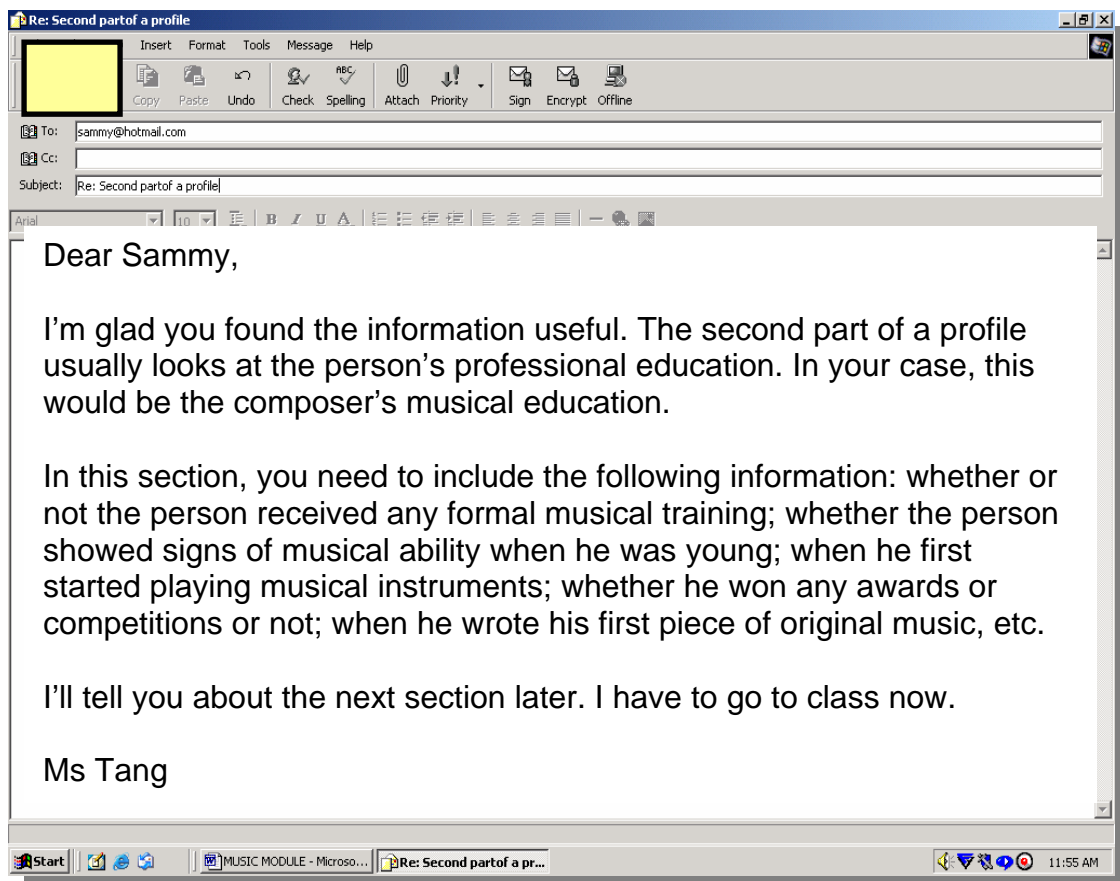 Re: Second partof a profile
Insert Format Tools Message Help
Copy Paste Undo Check Spelling Attach Priority Sign Encrypt Offline
To: sammy@hotmail.com
Cc:
Subject: Re: Second partof a profile
Arial 10 B I U A
Dear Sammy,
I'm glad you found the information useful. The second part of a profile
usually looks at the person's professional education. In your case, this
would be the composer's musical education.
In this section, you need to include the following information: whether or
not the person received any formal musical training; whether the person
showed signs of musical ability when he was young; when he first
started playing musical instruments; whether he won any awards or
competitions or not; when he wrote his first piece of original music, etc.
I'll tell you about the next section later. I have to go to class now.
Ms Tang
Start MUSIC MODULE - Microso... Re: Second partof a pr... 11:55 AM